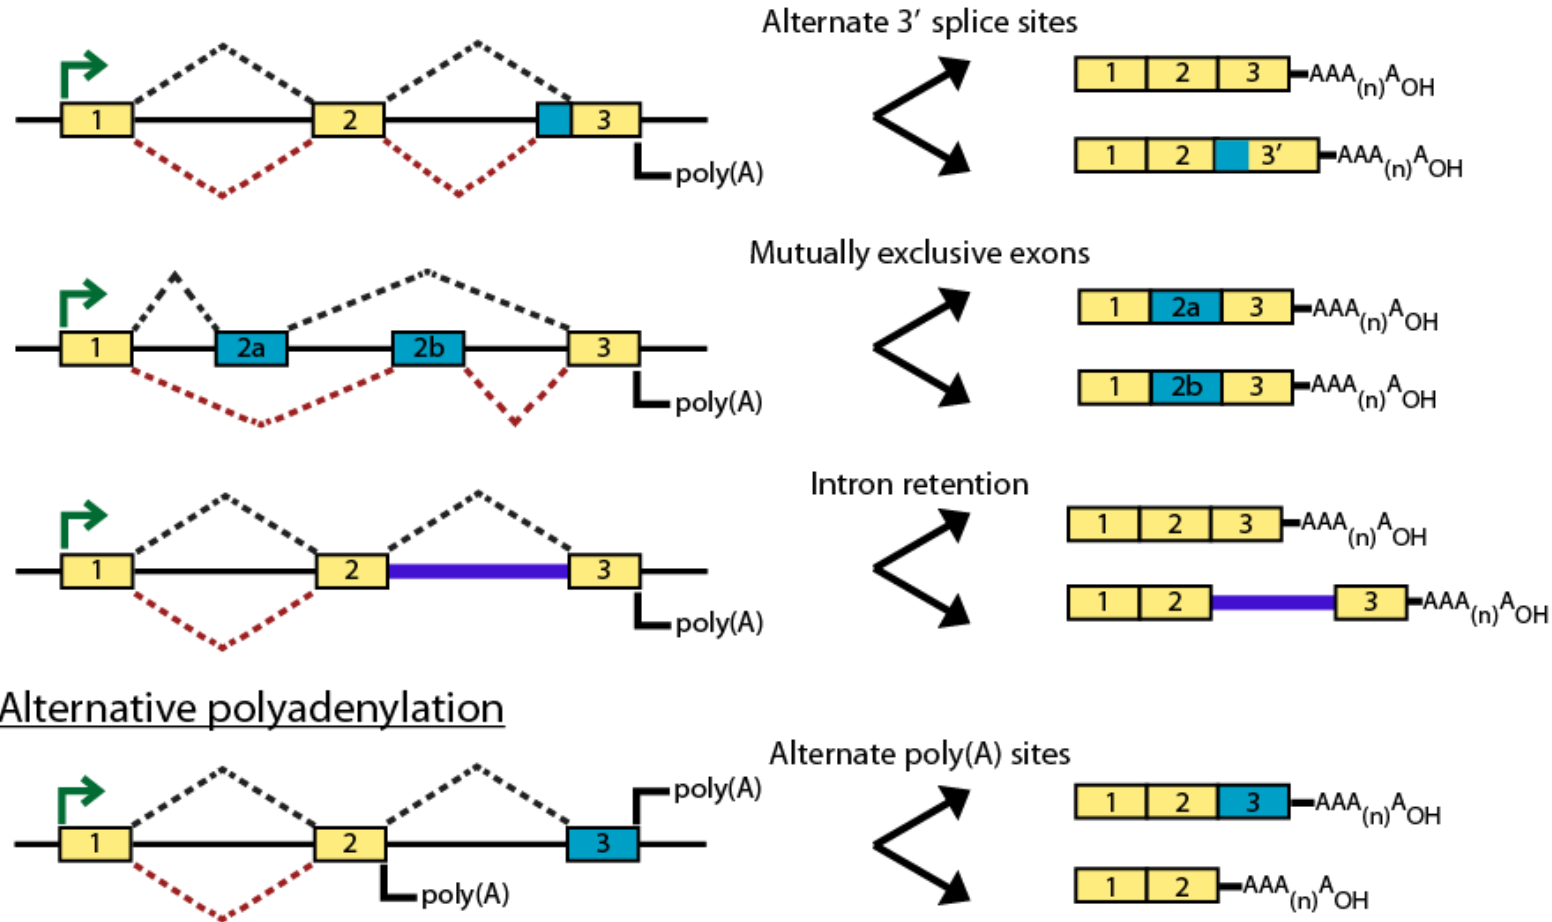 Alternate 3′ splice sites
1 2 3
poly(A)
1 2 3 AAA(n)AOH
1 2 3′ AAA(n)AOH
Mutually exclusive exons
1 2a 2b 3
poly(A)
1 2a 3 AAA(n)AOH
1 2b 3 AAA(n)AOH
Intron retention
1 2 3
poly(A)
1 2 3 AAA(n)AOH
1 2 3 AAA(n)AOH
Alternative polyadenylation
Alternate poly(A) sites
poly(A)
1 2 3
poly(A)
1 2 3 AAA(n)AOH
1 2 AAA(n)AOH